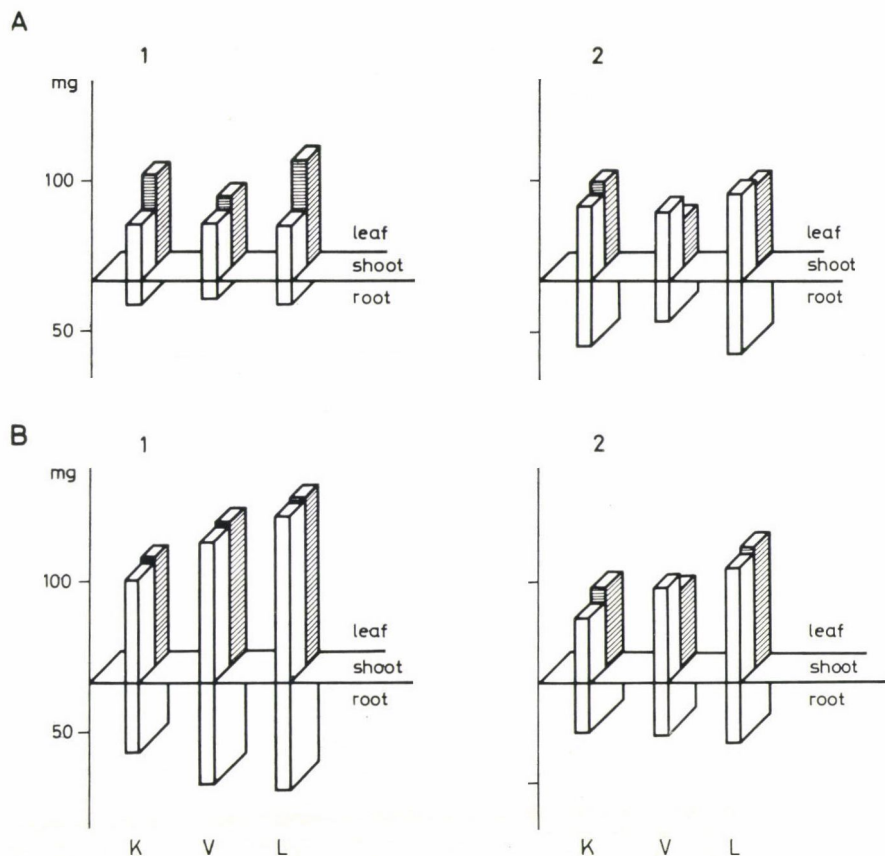 A
1
2
mg
100
leaf
shoot
root
50
leaf
shoot
root
B
1
2
mg
100
leaf
shoot
root
50
leaf
shoot
root
K V L
K V L